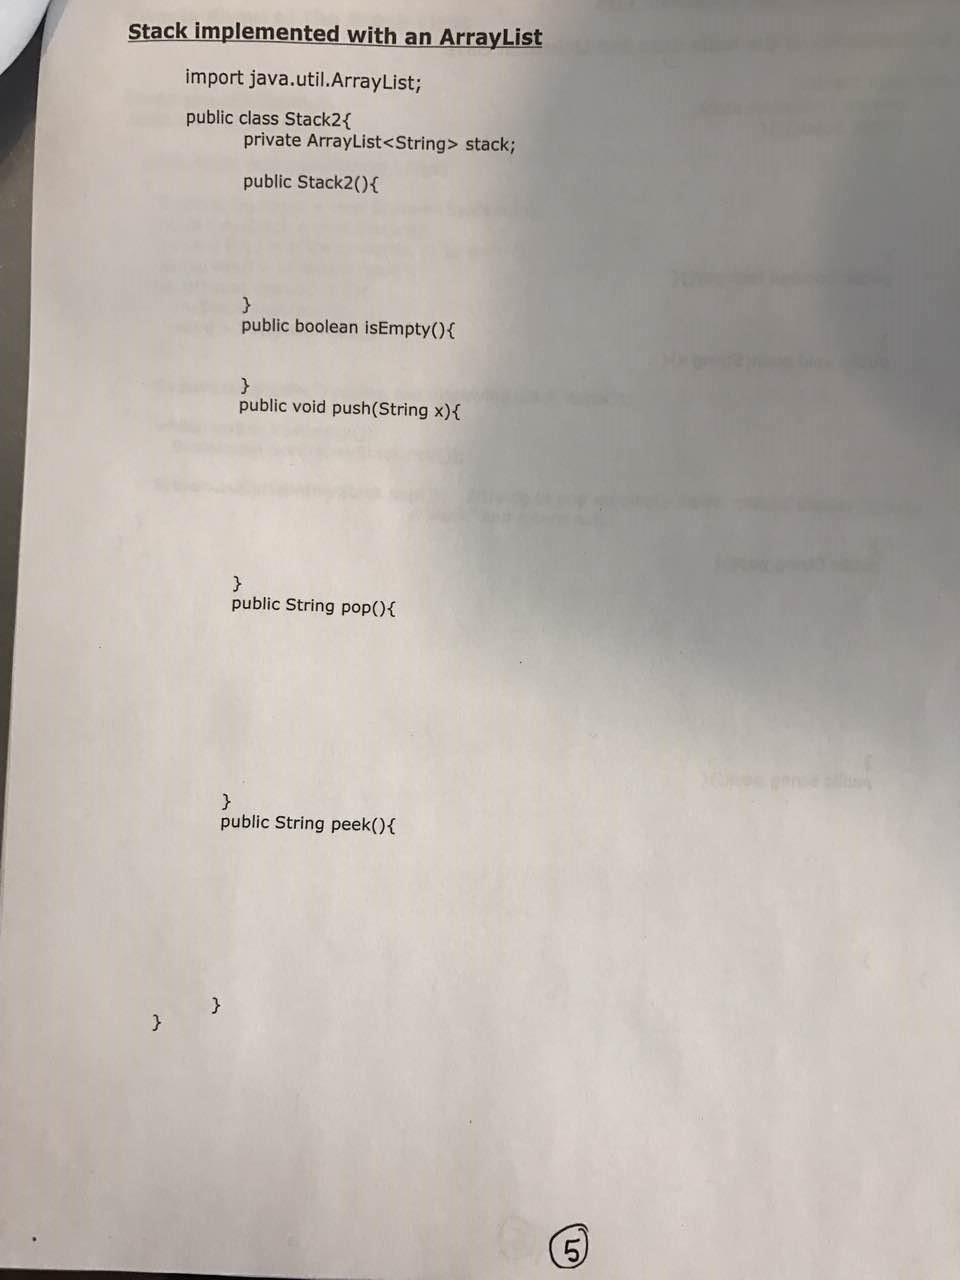 Stack implemented with an ArrayList
import java.util.ArrayList;
public class Stack2{
private ArrayList<String> stack;
public Stack2(){
}
public boolean isEmpty(){
}
public void push(String x){
}
public String pop(){
}
public String peek(){
}
}
5